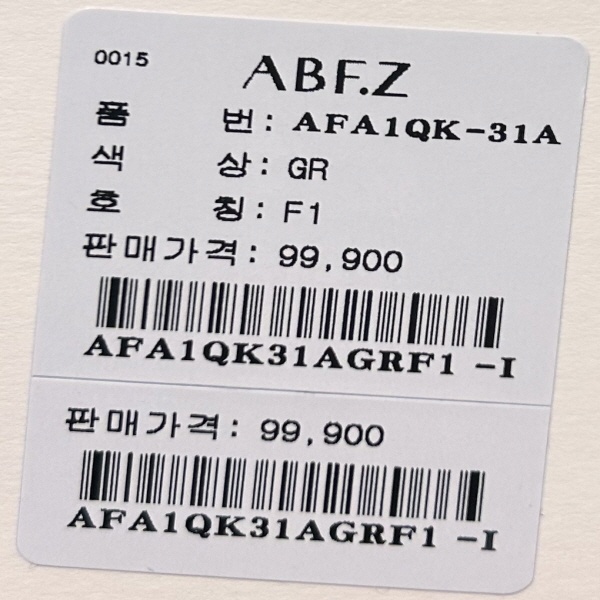 0015 ABF.Z
품 번 : AFA1QK-31A
색 상 : GR
호 칭 : F1
판매가격 : 99,900
AFA1QK31AGRF1 -I
판매가격 : 99,900
AFA1QK31AGRF1 -I